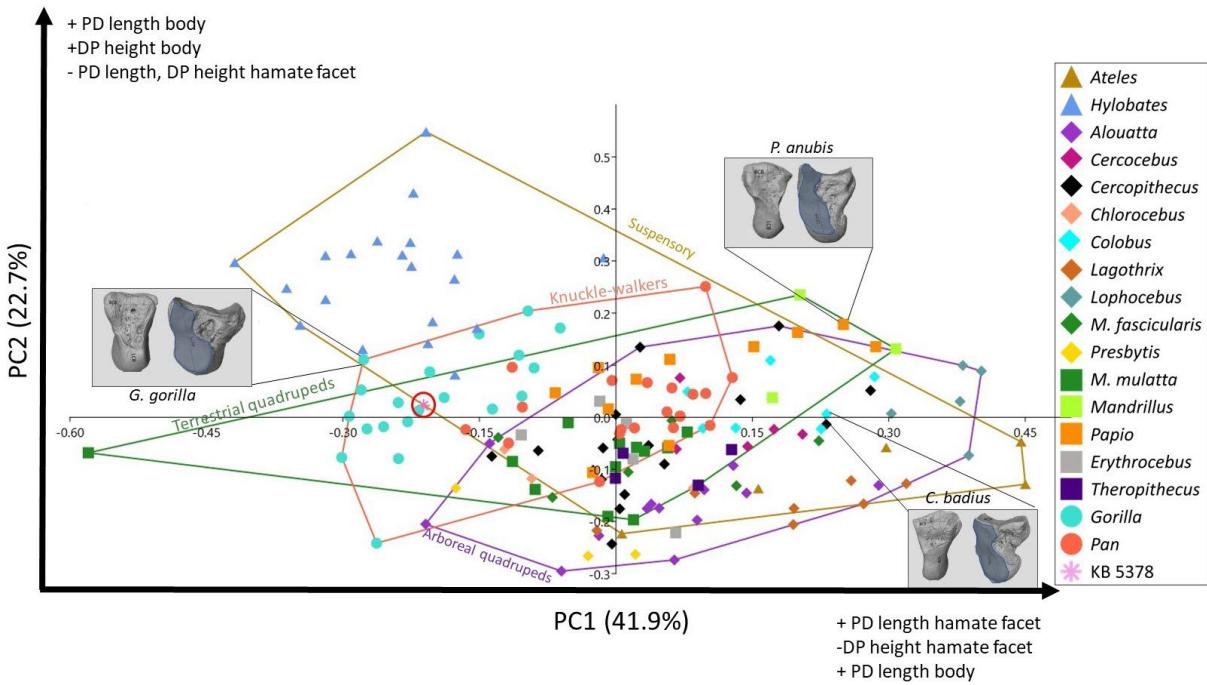 + PD length body
+DP height body
- PD length, DP height hamate facet
PC2 (22.7%)
0.5
0.4
0.3
0.2
0.1
0.0
-0.1
-0.2
-0.3
-0.60
-0.45
-0.30
-0.15
0.15
0.30
0.45
Suspensory
Knuckle-walkers
Terrestrial quadrupeds
Arboreal quadrupeds
P. anubis
G. gorilla
C. badius
PC1 (41.9%)
+ PD length hamate facet
-DP height hamate facet
+ PD length body
Ateles
Hylobates
Alouatta
Cercocebus
Cercopithecus
Chlorocebus
Colobus
Lagothrix
Lophocebus
M. fascicularis
Presbytis
M. mulatta
Mandrillus
Papio
Erythrocebus
Theropithecus
Gorilla
Pan
KB 5378